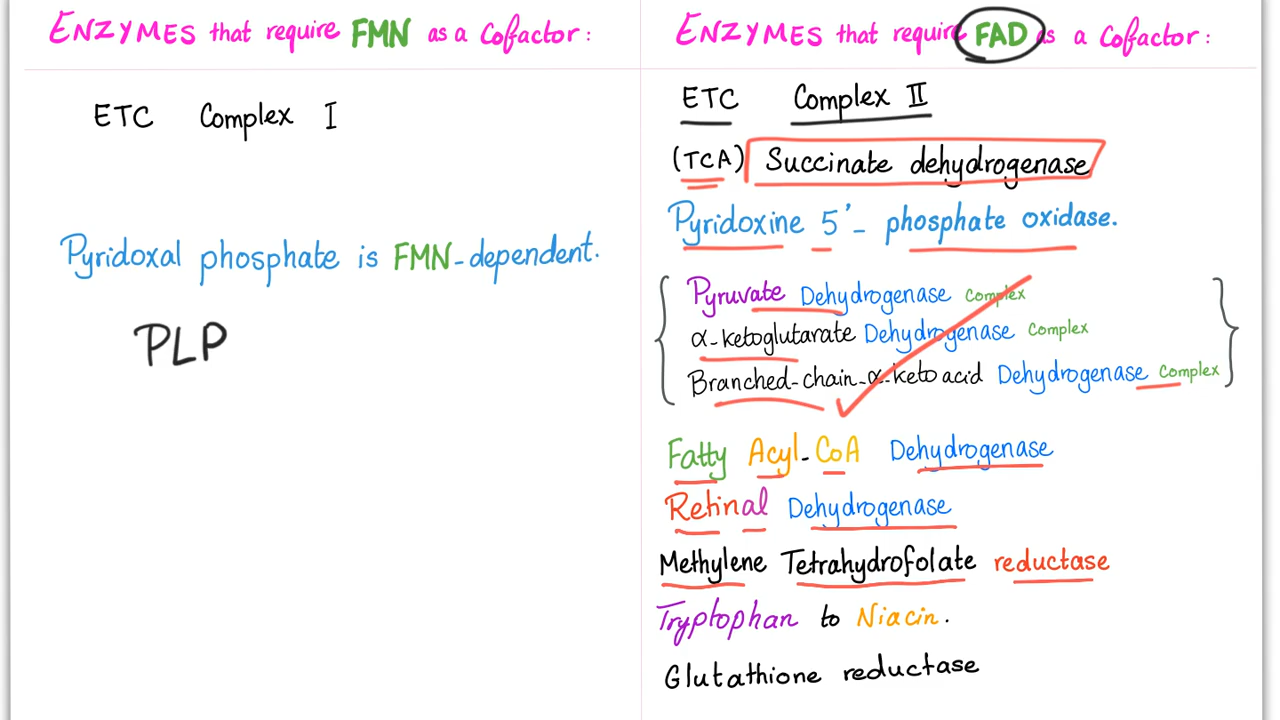 ENZYMES that require FMN as a Cofactor:
ETC Complex I
Pyridoxal phosphate is FMN-dependent.
PLP
ENZYMES that require FAD as a Cofactor:
ETC Complex II
(TCA) Succinate dehydrogenase
Pyridoxine 5'- phosphate oxidase.
Pyruvate Dehydrogenase Complex
α-ketoglutarate Dehydrogenase Complex
Branched-chain-α-ketoacid Dehydrogenase Complex
Fatty Acyl-CoA Dehydrogenase
Retinal Dehydrogenase
Methylene Tetrahydrofolate reductase
Tryptophan to Niacin.
Glutathione reductase